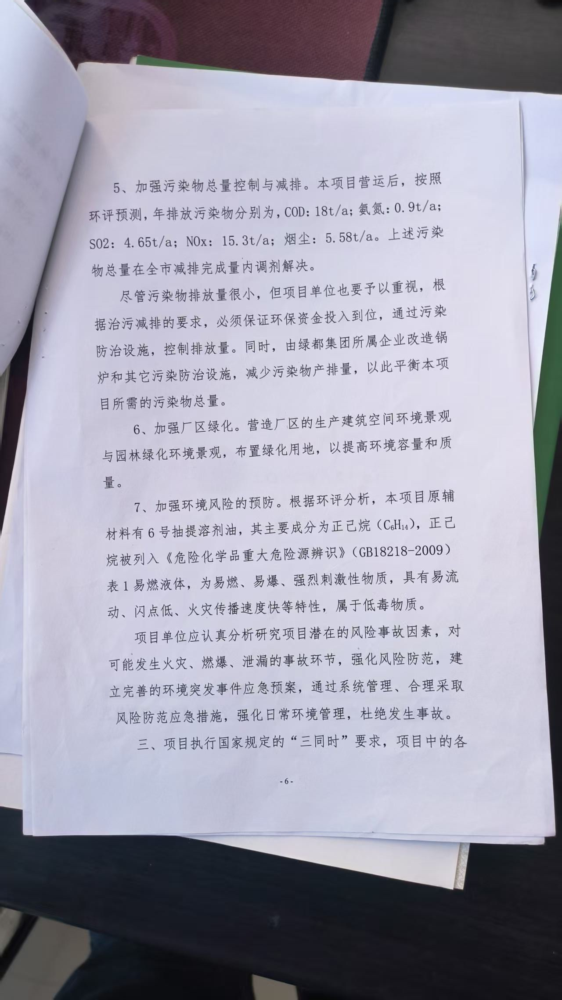 5、加强污染物总量控制与减排。本项目营运后，按照
环评预测，年排放污染物分别为，COD：18t/a；氨氮：0.9t/a；
SO2：4.65t/a；NOx：15.3t/a；烟尘：5.58t/a。上述污染
物总量在全市减排完成量内调剂解决。
尽管污染物排放量很小，但项目单位也要予以重视，根
据治污减排的要求，必须保证环保资金投入到位，通过污染
防治设施，控制排放量。同时，由绿都集团所属企业改造锅
炉和其它污染防治设施，减少污染物产排量，以此平衡本项
目所需的污染物总量。
6、加强厂区绿化。营造厂区的生产建筑空间环境景观
与园林绿化环境景观，布置绿化用地，以提高环境容量和质
量。
7、加强环境风险的预防。根据环评分析，本项目原辅
材料有6号抽提溶剂油，其主要成分为正己烷（C₆H₁₄），正己
烷被列入《危险化学品重大危险源辨识》（GB18218-2009）
表1易燃液体，为易燃、易爆、强烈刺激性物质，具有易流
动、闪点低、火灾传播速度快等特性，属于低毒物质。
项目单位应认真分析研究项目潜在的风险事故因素，对
可能发生火灾、燃爆、泄漏的事故环节，强化风险防范，建
立完善的环境突发事件应急预案，通过系统管理、合理采取
风险防范应急措施，强化日常环境管理，杜绝发生事故。
三、项目执行国家规定的“三同时”要求，项目中的各
-6-